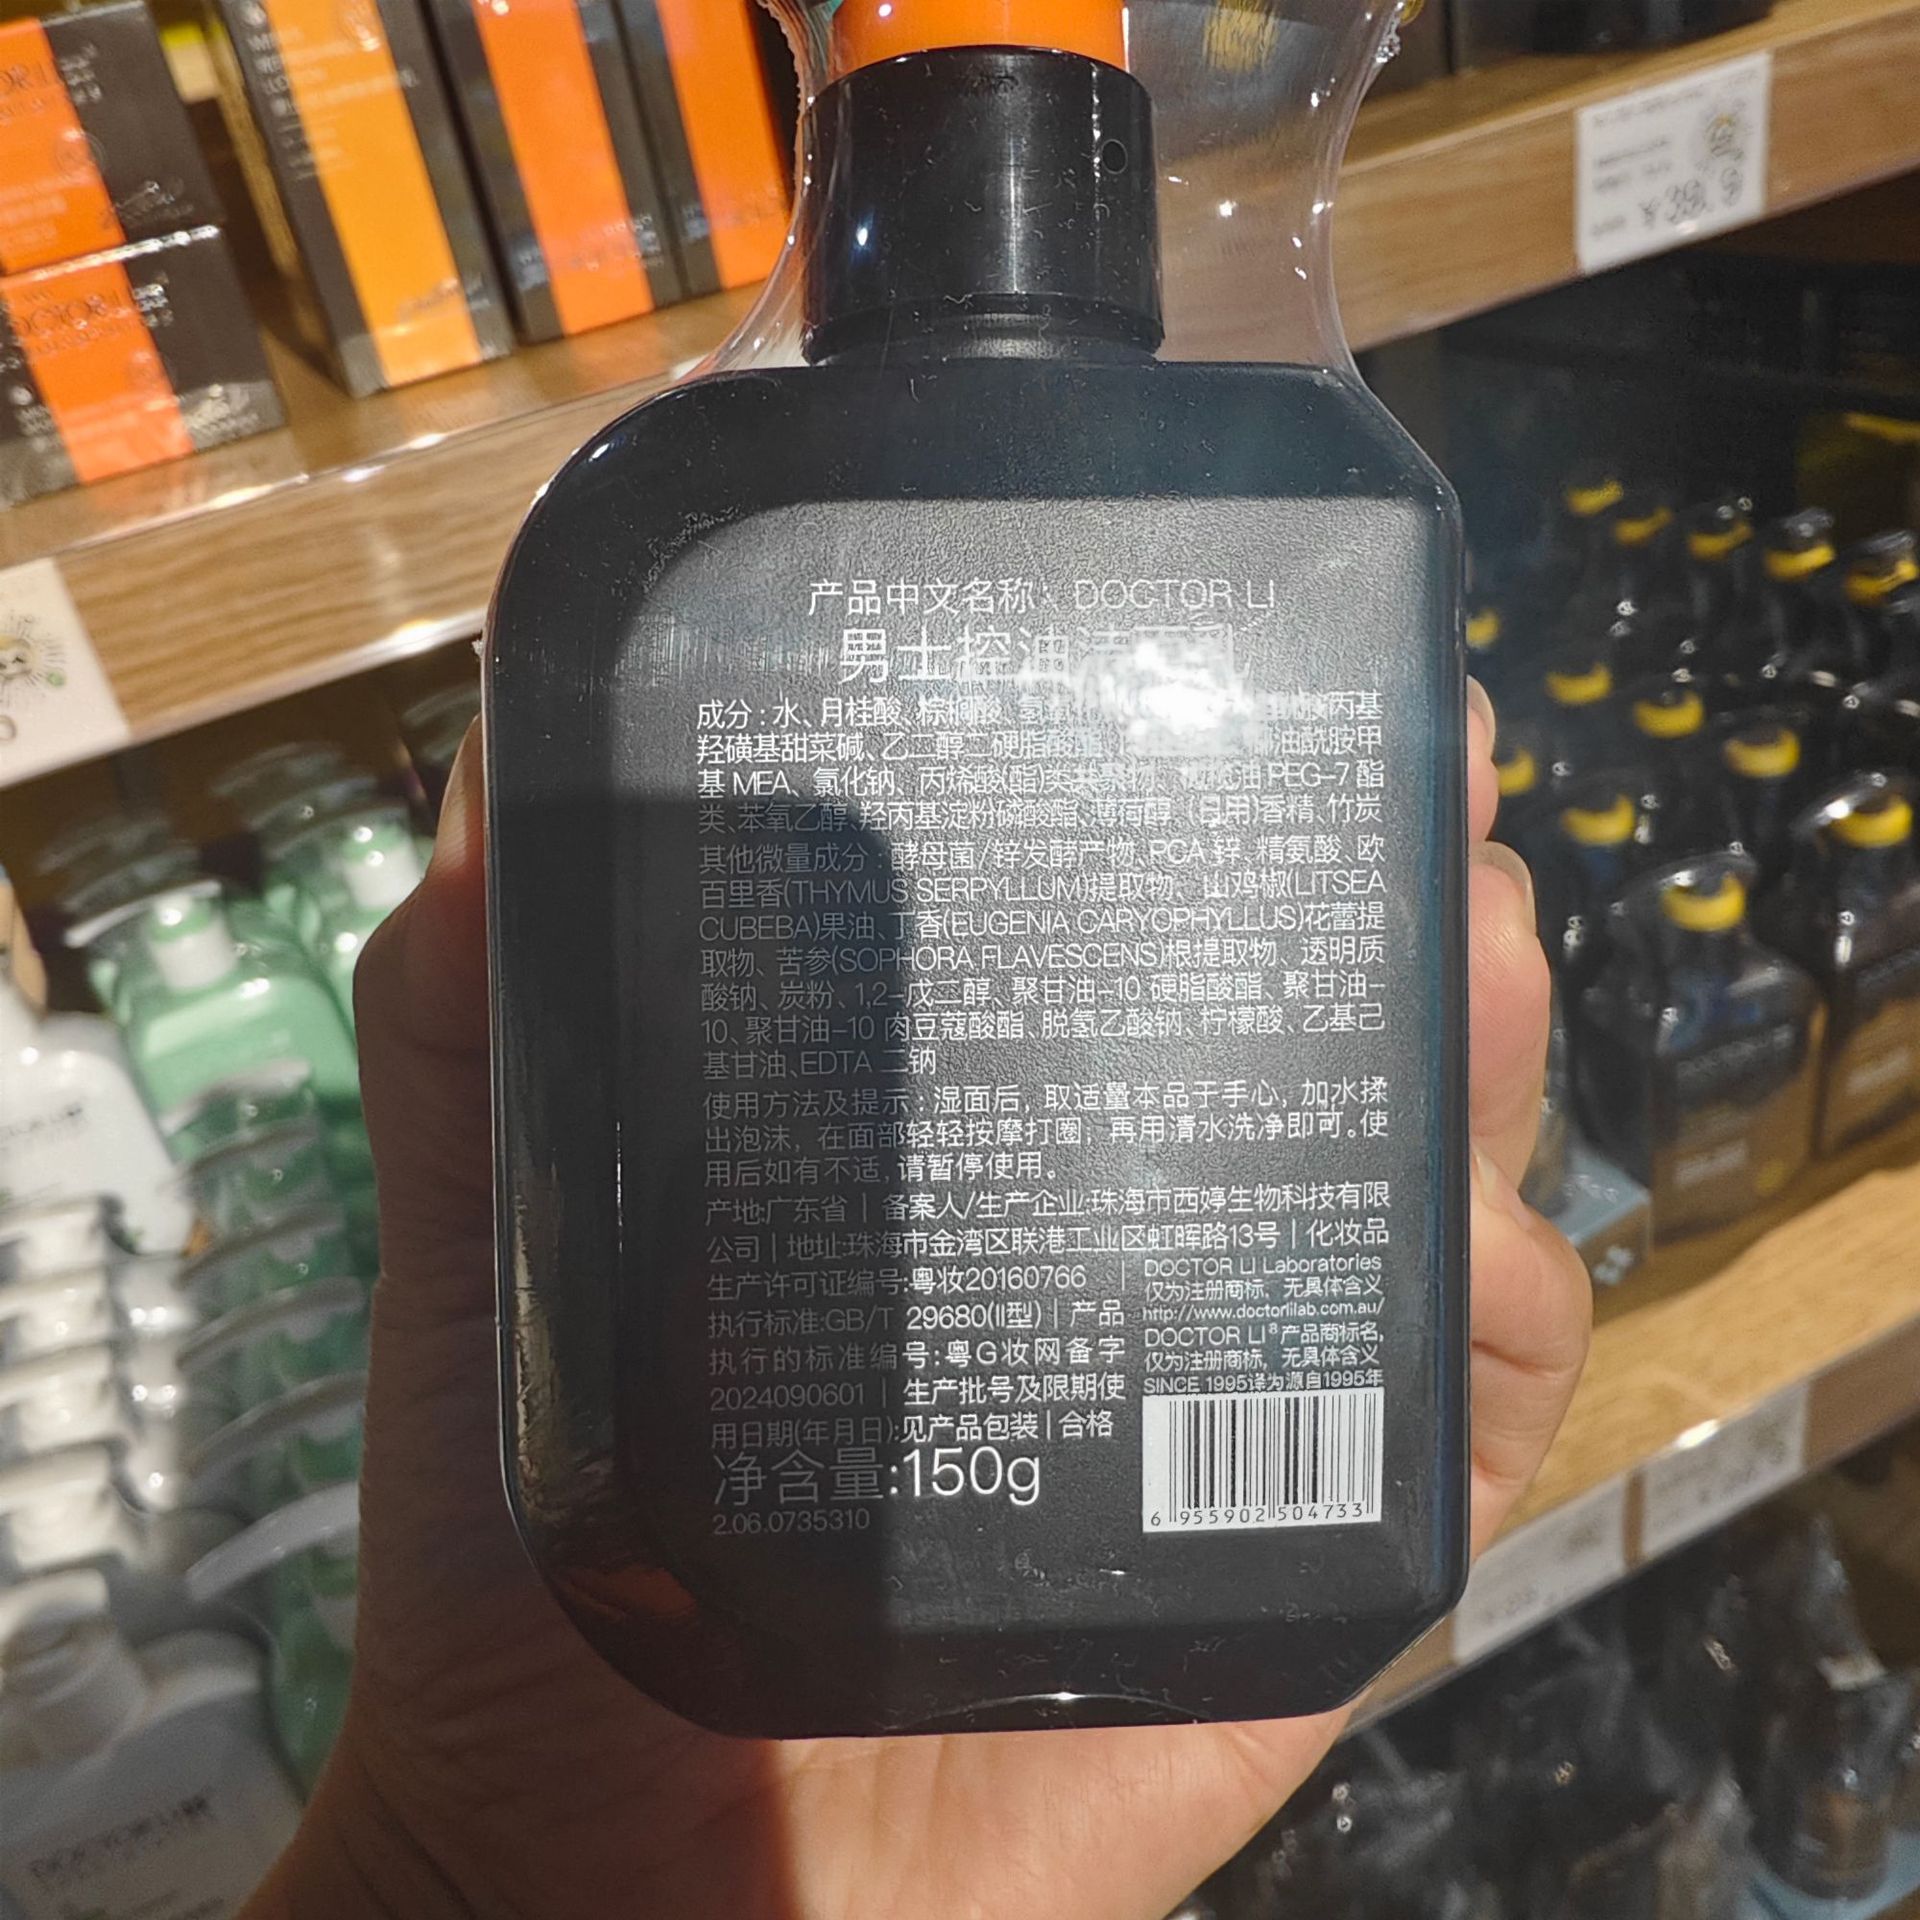 产品中文名称：DOCTOR LI
男士控油洁面乳
成分：水、月桂酸、棕榈酸、氢氧
胺丙基
羟磺基甜菜碱、乙二醇二硬脂酸酯、
油酰胺甲
基 MEA、氯化钠、丙烯酸(酯)类共聚物、
油 PEG-7 酯
类、苯氧乙醇、羟丙基淀粉磷酸酯、薄荷醇、(日用)香精、竹炭
其他微量成分：酵母菌/锌发酵产物、PCA 锌、精氨酸、欧
百里香(THYMUS SERPYLLUM)提取物、山鸡椒(LITSEA
CUBEBA)果油、丁香(EUGENIA CARYOPHYLLUS)花蕾提
取物、苦参(SOPHORA FLAVESCENS)根提取物、透明质
酸钠、炭粉、1,2-戊二醇、聚甘油-10 硬脂酸酯、聚甘油-
10、聚甘油-10 肉豆蔻酸酯、脱氢乙酸钠、柠檬酸、乙基己
基甘油、EDTA 二钠
使用方法及提示：湿面后，取适量本品于手心，加水揉
出泡沫，在面部轻轻按摩打圈，再用清水洗净即可。使
用后如有不适，请暂停使用。
产地:广东省 | 备案人/生产企业:珠海市西婷生物科技有限
公司 | 地址:珠海市金湾区联港工业区虹晖路13号 | 化妆品
生产许可证编号:粤妆20160766 |
执行标准:GB/T 29680(II型) | 产品
执行的标准编号:粤G妆网备字
2024090601 | 生产批号及限期使
用日期(年月日):见产品包装 | 合格
净含量:150g
2.06.0735310
DOCTOR LI Laboratories
仅为注册商标，无具体含义
http://www.doctorlilab.com.au/
DOCTOR LI®产品商标名,
仅为注册商标，无具体含义
SINCE 1995译为源自1995年
6 955902 504733